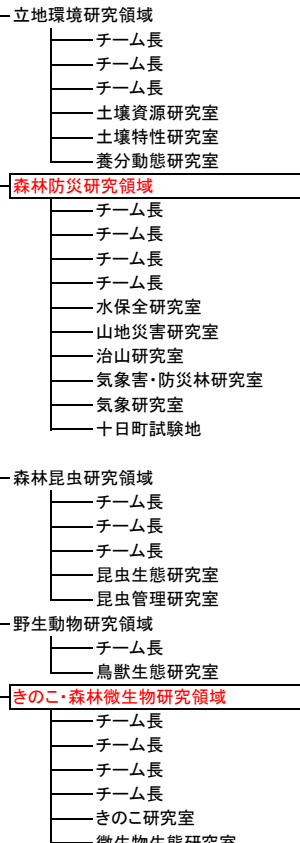 立地環境研究領域
チーム長
チーム長
チーム長
土壌資源研究室
土壌特性研究室
養分動態研究室
森林防災研究領域
チーム長
チーム長
チーム長
チーム長
水保全研究室
山地災害研究室
治山研究室
気象害・防災林研究室
気象研究室
十日町試験地
森林昆虫研究領域
チーム長
チーム長
チーム長
昆虫生態研究室
昆虫管理研究室
野生動物研究領域
チーム長
鳥獣生態研究室
きのこ・森林微生物研究領域
チーム長
チーム長
チーム長
チーム長
きのこ研究室
微生物生態研究室